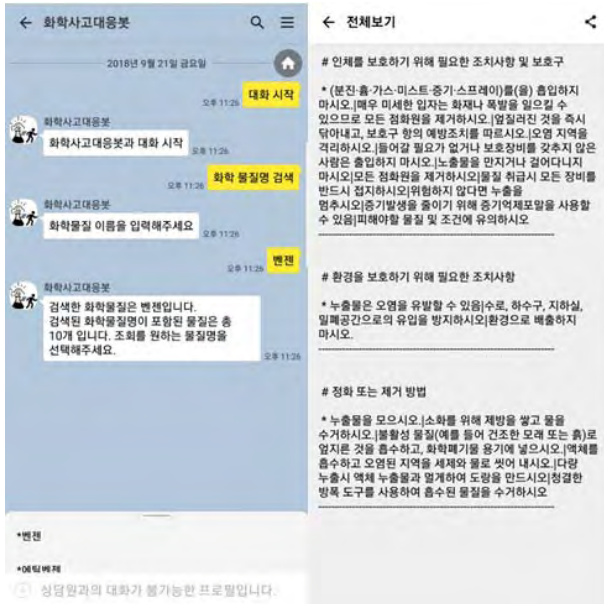 화학사고대응봇
2018년 9월 21일 금요일
대화 시작
오후 11:26
화학사고대응봇
화학사고대응봇과 대화 시작
오후 11:26
화학 물질명 검색
오후 11:26
화학사고대응봇
화학물질 이름을 입력해주세요
오후 11:26
벤젠
오후 11:26
화학사고대응봇
검색한 화학물질은 벤젠입니다.
검색된 화학물질명이 포함된 물질은 총
10개 입니다. 조회를 원하는 물질명을
선택해주세요.
오후 11:26
*벤젠
*에틸벤젠
상담원과의 대화가 불가능한 프로필입니다.
전체보기
# 인체를 보호하기 위해 필요한 조치사항 및 보호구
* (분진·흄·가스·미스트·증기·스프레이)를(을) 흡입하지
마시오.|매우 미세한 입자는 화재나 폭발을 일으킬 수
있으므로 모든 점화원을 제거하시오.|엎질러진 것을 즉시
닦아내고, 보호구 항의 예방조치를 따르시오.|오염 지역을
격리하시오.|들어갈 필요가 없거나 보호장비를 갖추지 않은
사람은 출입하지 마시오.|노출물을 만지거나 걸어다니지
마시오|모든 점화원을 제거하시오|물질 취급시 모든 장비를
반드시 접지하시오|위험하지 않다면 누출을
멈추시오|증기발생을 줄이기 위해 증기억제포말을 사용할
수 있음|피해야할 물질 및 조건에 유의하시오
# 환경을 보호하기 위해 필요한 조치사항
* 누출물은 오염을 유발할 수 있음|수로, 하수구, 지하실,
밀폐공간으로의 유입을 방지하시오|환경으로 배출하지
마시오.
# 정화 또는 제거 방법
* 누출물을 모으시오.|소화를 위해 제방을 쌓고 물을
수거하시오.|불활성 물질(예를 들어 건조한 모래 또는 흙)로
엎지른 것을 흡수하고, 화학폐기물 용기에 넣으시오.|액체를
흡수하고 오염된 지역을 세제와 물로 씻어 내시오.|다량
누출시 액체 누출물과 멀게하여 도랑을 만드시오|청결한
방폭 도구를 사용하여 흡수된 물질을 수거하시오